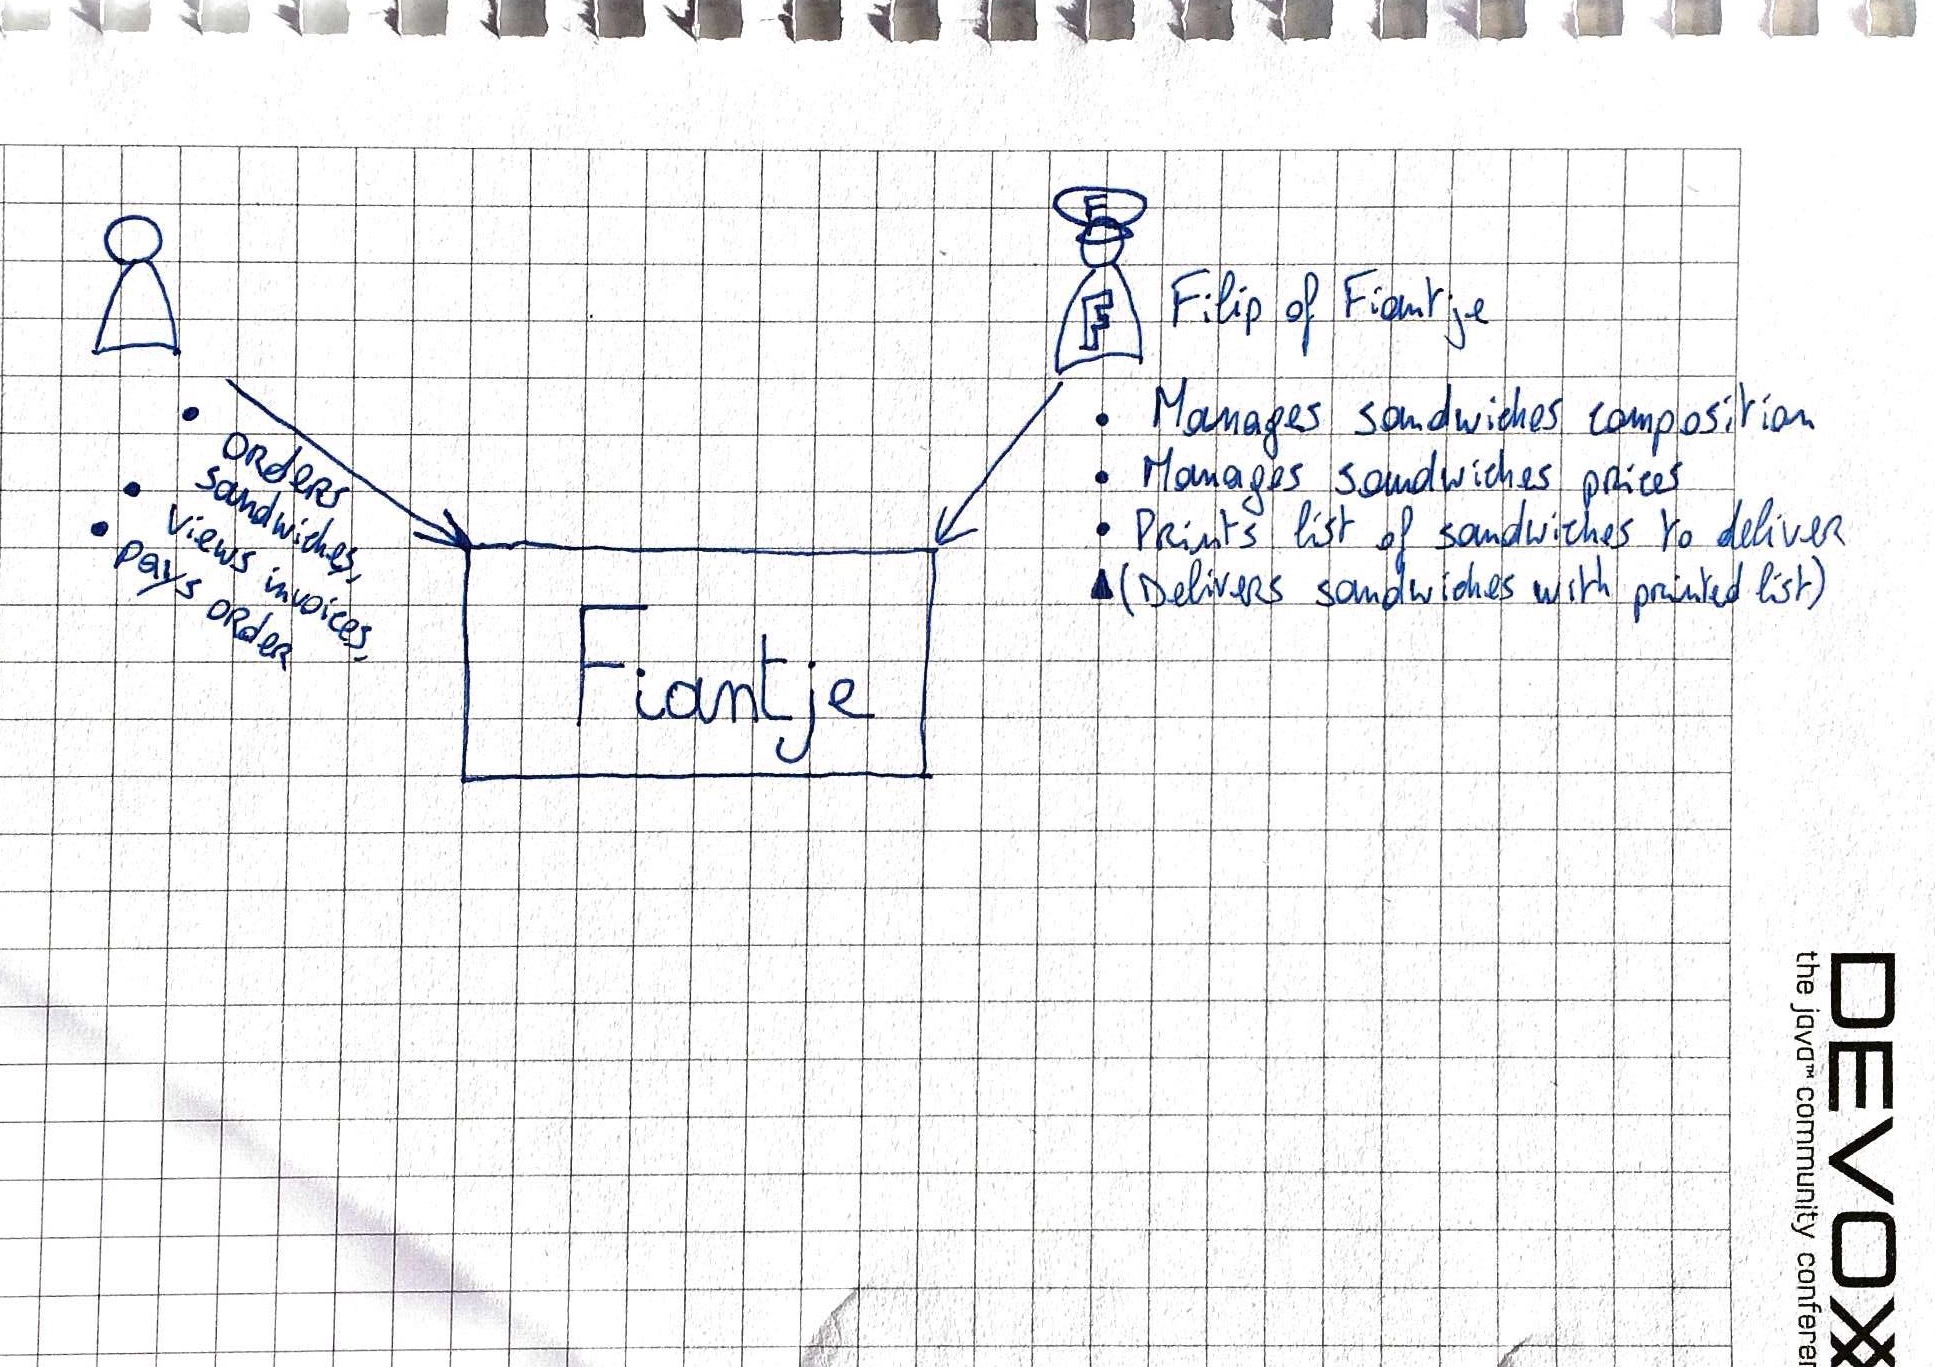 F
F
Filip of Fiantje
• orders
sandwiches,
• views invoices,
• pays order
• Manages sandwiches composition
• Manages sandwiches prices
• Prints list of sandwiches to deliver
▲ (Delivers sandwiches with printed list)
Fiantje
DEVOXX
the java™ community conferen